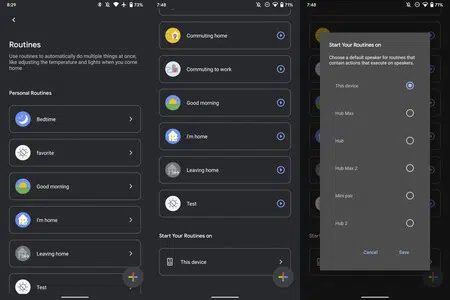 8:29
73%
Routines
Use routines to automatically do multiple things at once,
like adjusting the temperature and lights when you come
home.
Personal Routines
Bedtime
favorite
Good morning
I'm home
Leaving home
Test
7:48
71%
Commuting home
Commuting to work
Good morning
I'm home
Leaving home
Test
Start Your Routines on
This device
7:48
71%
Start Your Routines on
Choose a default speaker for routines that
contain actions that execute on speakers.
This device
Hub Max
Hub
Hub Max 2
Mini pair
Hub 2
Cancel
Save